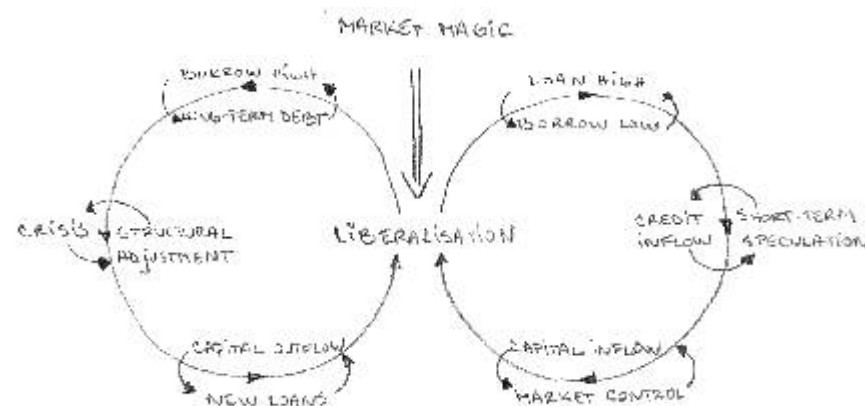 MARKET MAGIC
BORROW HIGH
LONG-TERM DEBT
LOAN HIGH
BORROW LOW
CRISIS
STRUCTURAL
ADJUSTMENT
LIBERALISATION
CREDIT
INFLOW
SHORT-TERM
SPECULATION
CAPITAL OUTFLOW
NEW LOANS
CAPITAL INFLOW
MARKET CONTROL